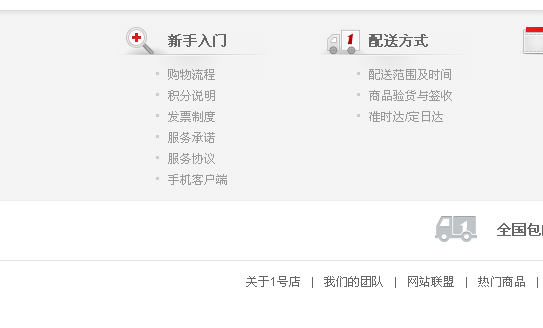 新手入门
购物流程
积分说明
发票制度
服务承诺
服务协议
手机客户端
1 配送方式
配送范围及时间
商品验货与签收
准时达/定日达
1 全国包
关于1号店 | 我们的团队 | 网站联盟 | 热门商品 |